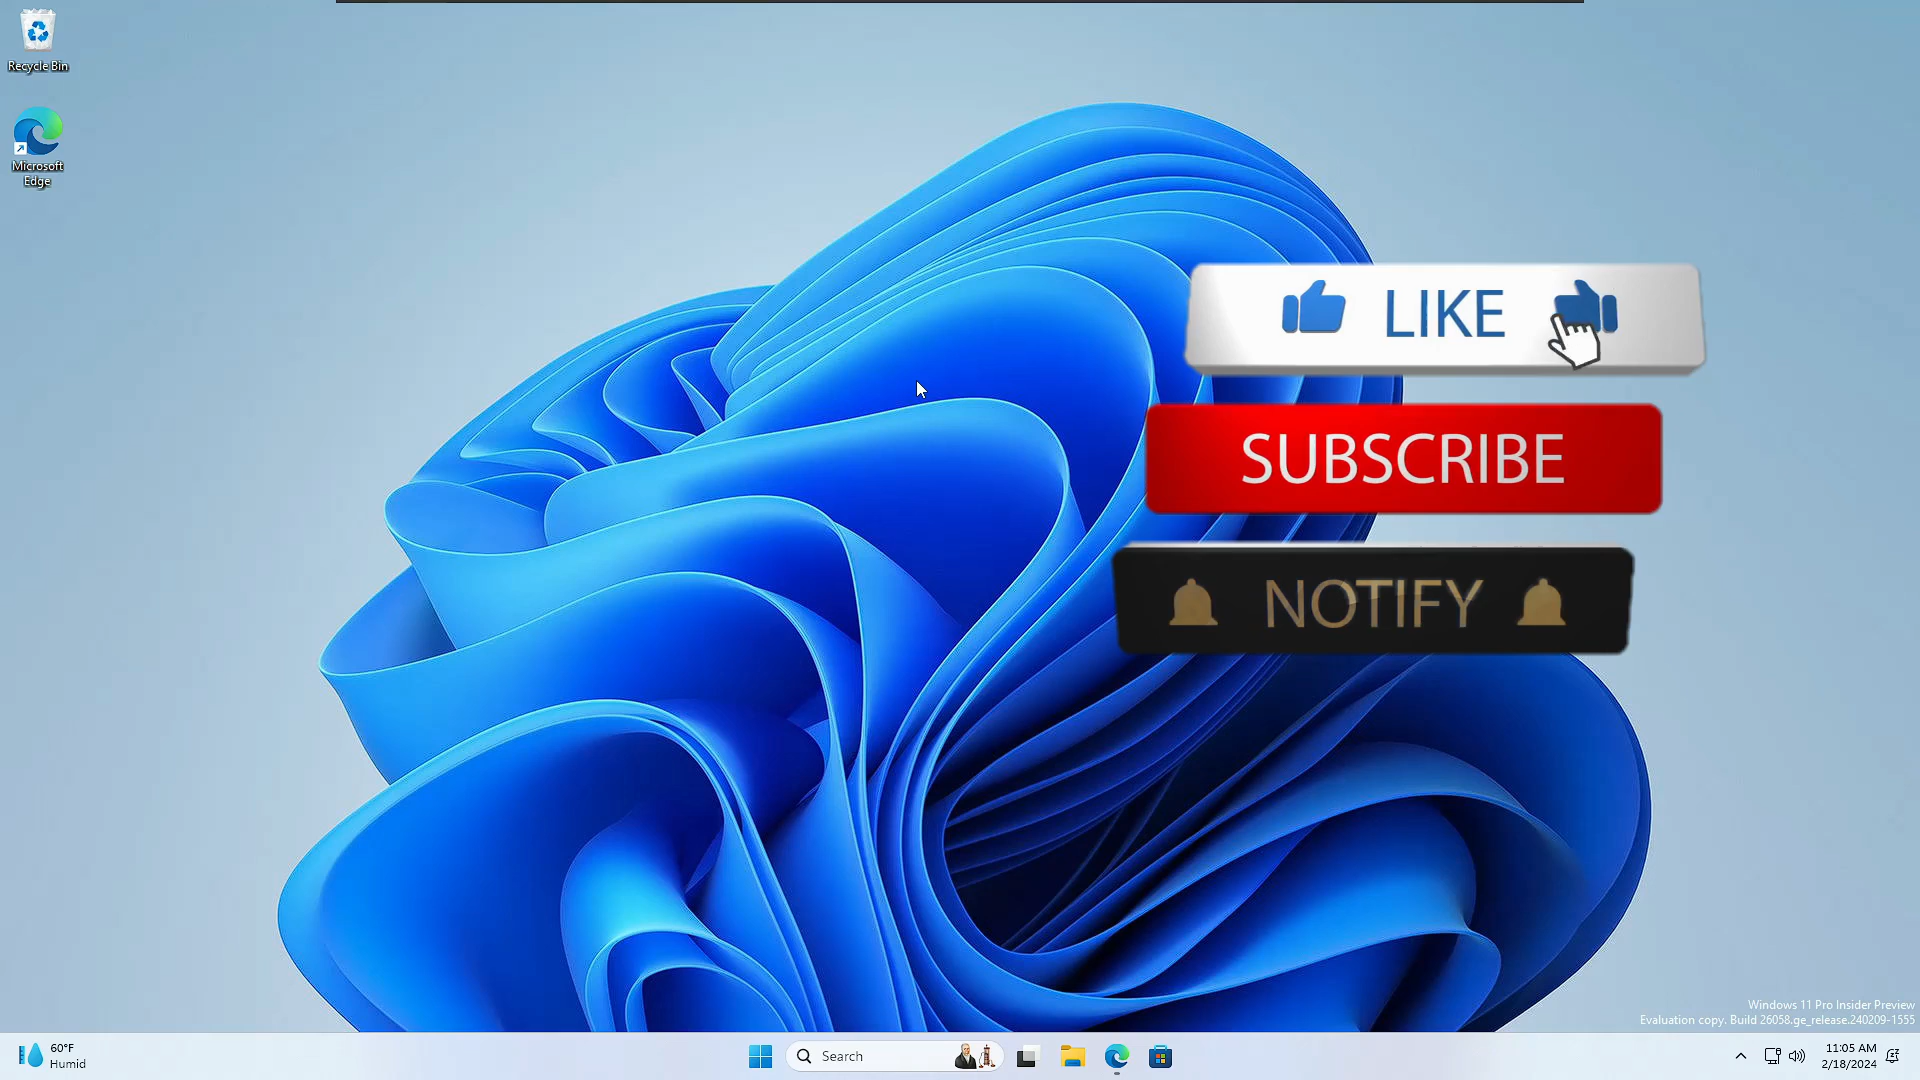 Recycle Bin
Microsoft
Edge
LIKE
SUBSCRIBE
NOTIFY
Windows 11 Pro Insider Preview
Evaluation copy. Build 26058.ge_release.240209-1555
60°F
Humid
Search
11:05 AM
2/18/2024